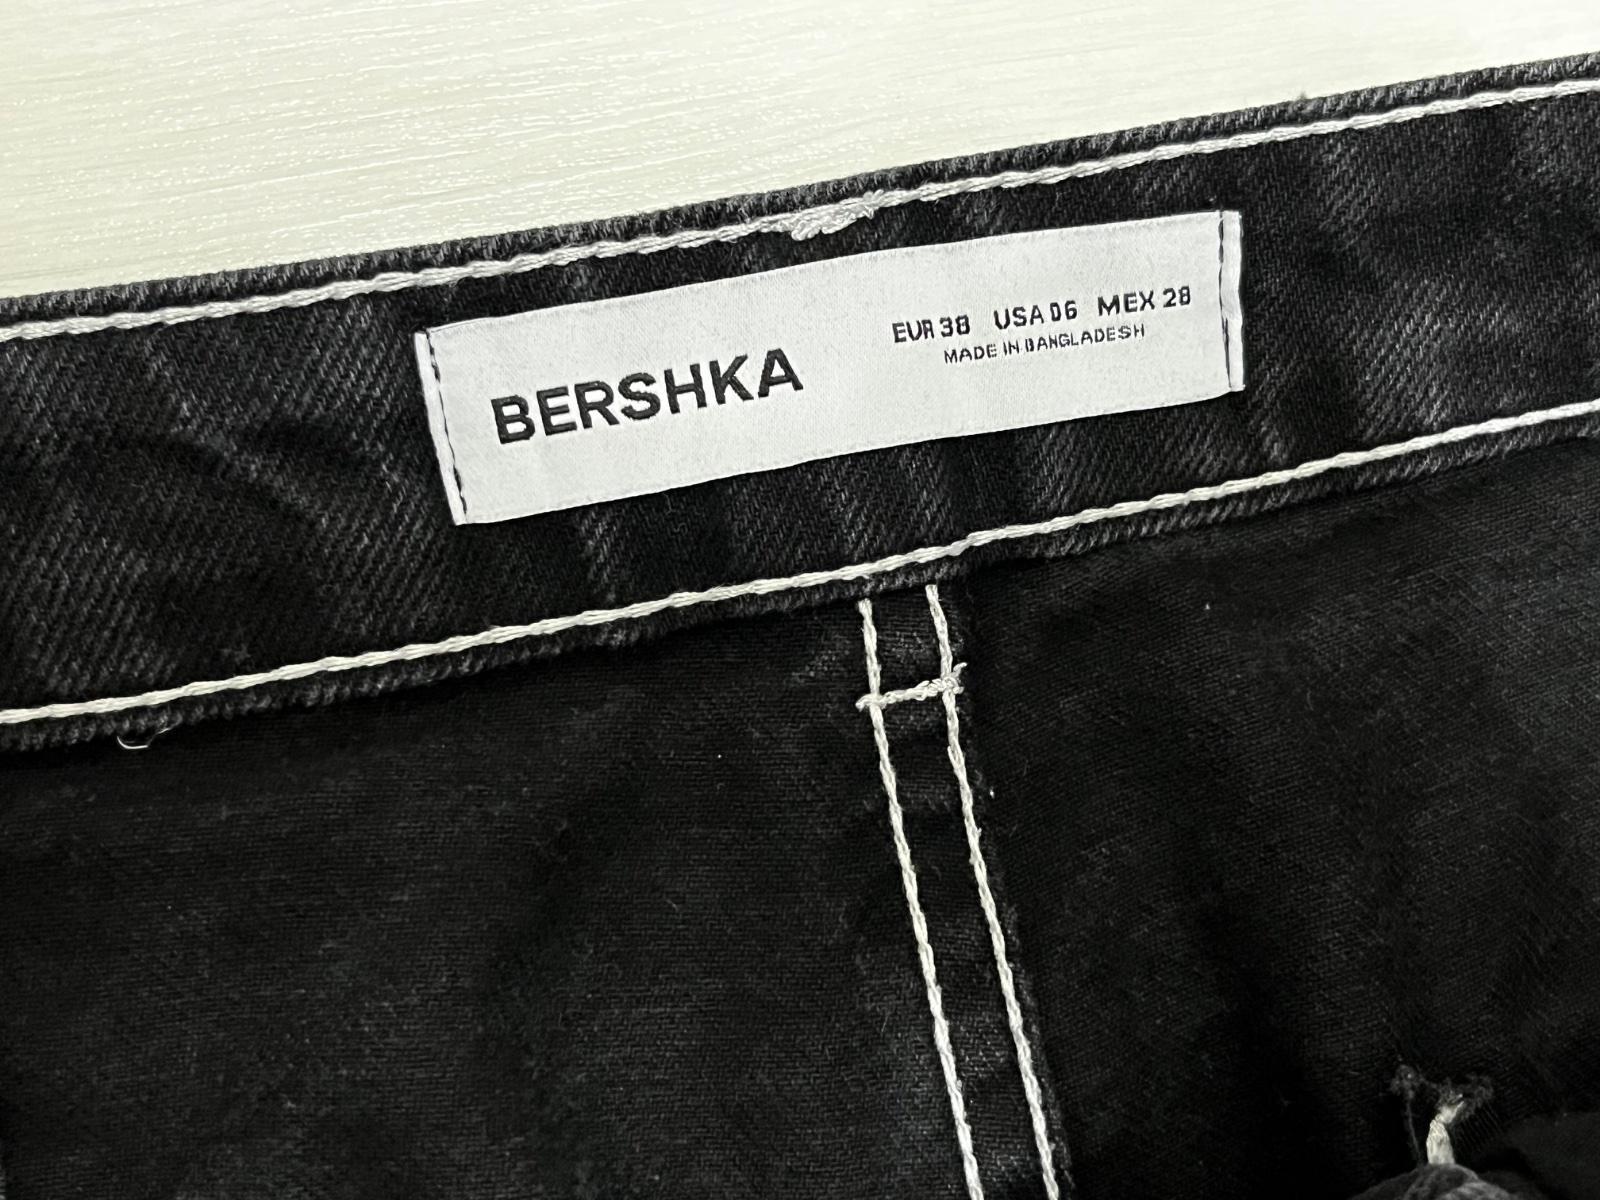 BERSHKA
EUR 38 USA 06 MEX 28
MADE IN BANGLADESH